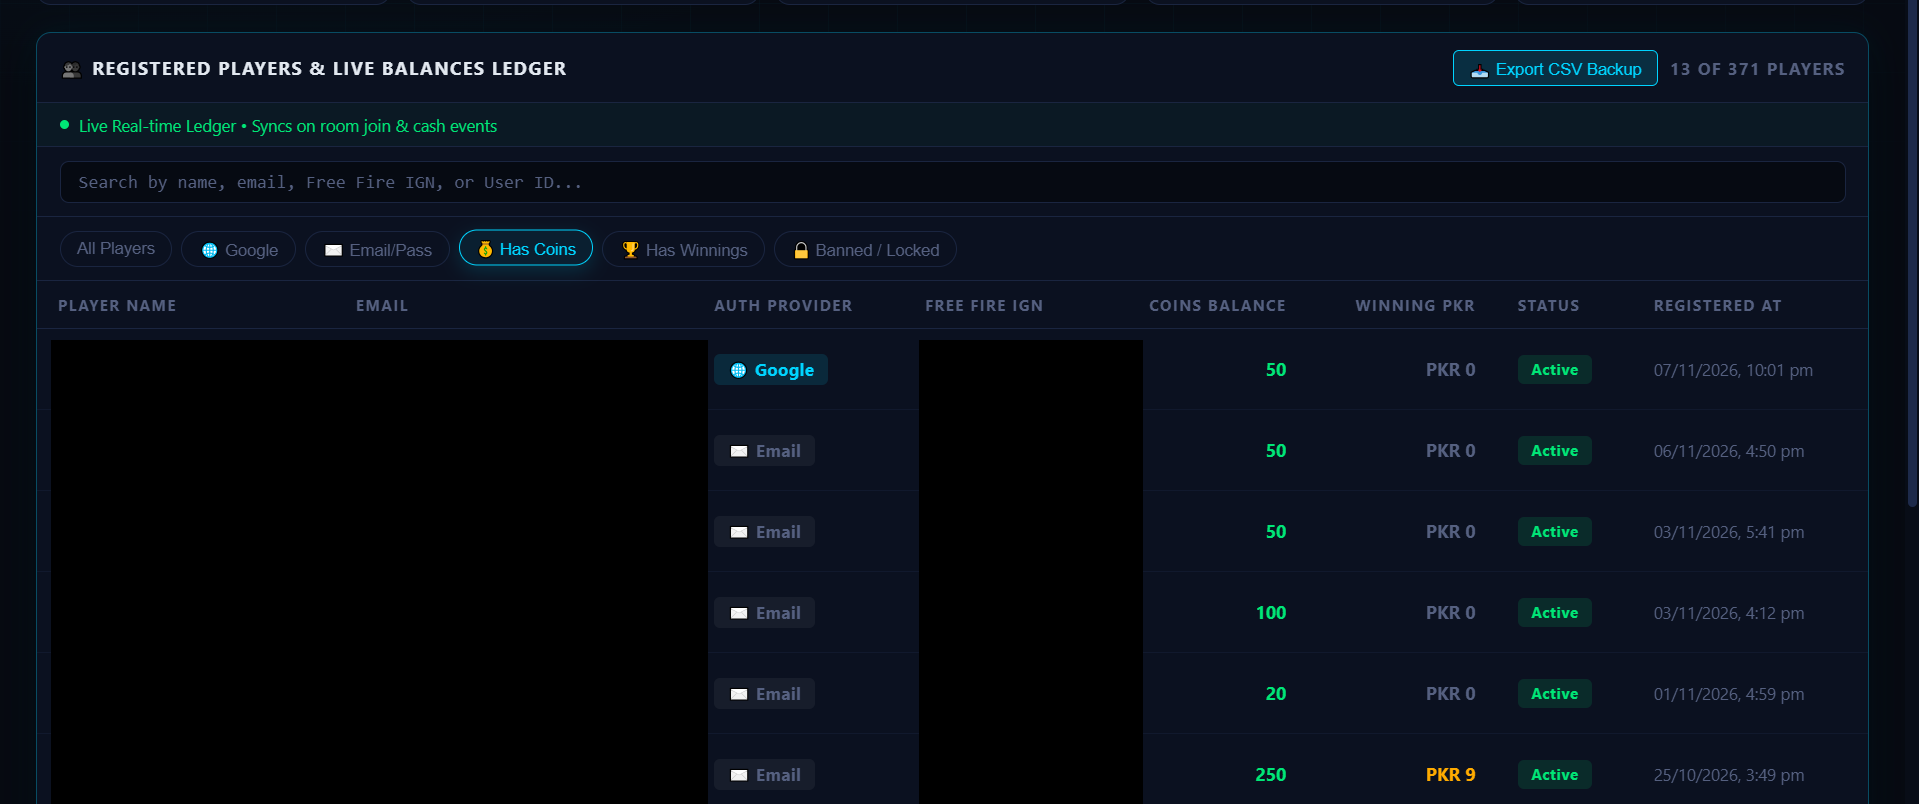 REGISTERED PLAYERS & LIVE BALANCES LEDGER
Export CSV Backup
13 OF 371 PLAYERS
Live Real-time Ledger • Syncs on room join & cash events
Search by name, email, Free Fire IGN, or User ID...
All Players Google Email/Pass Has Coins Has Winnings Banned / Locked
PLAYER NAME EMAIL AUTH PROVIDER FREE FIRE IGN COINS BALANCE WINNING PKR STATUS REGISTERED AT
Google 50 PKR 0 Active 07/11/2026, 10:01 pm
Email 50 PKR 0 Active 06/11/2026, 4:50 pm
Email 50 PKR 0 Active 03/11/2026, 5:41 pm
Email 100 PKR 0 Active 03/11/2026, 4:12 pm
Email 20 PKR 0 Active 01/11/2026, 4:59 pm
Email 250 PKR 9 Active 25/10/2026, 3:49 pm